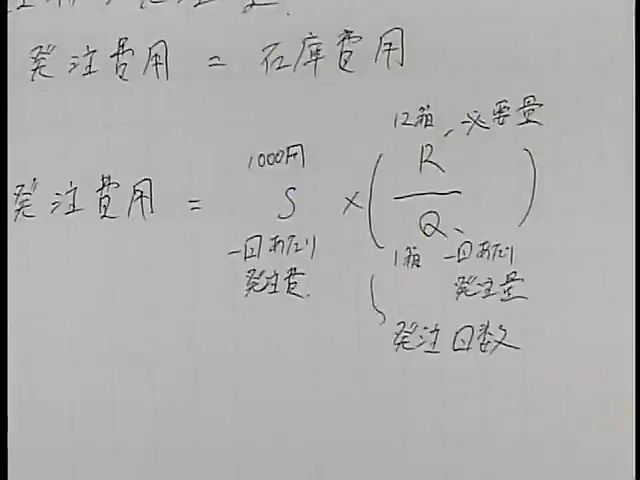 発注費用 = 在庫費用
12箱、必要量
1000円 R
発注費用 = S × ( ― )
Q、
一回あたり 1箱 一回あたり
発注費. 発注量
発注回数